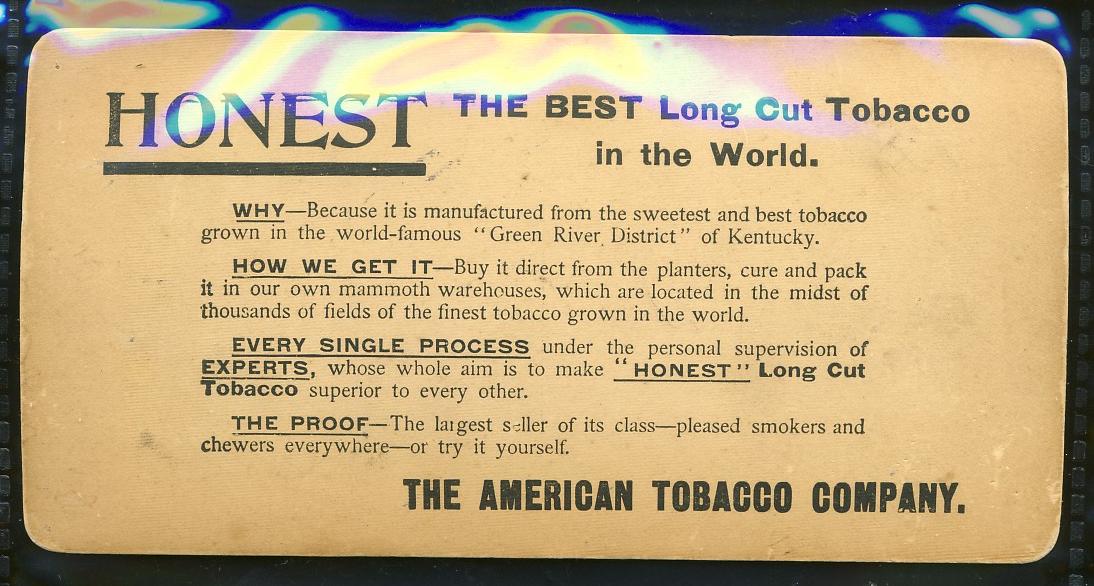 HONEST THE BEST Long Cut Tobacco
in the World.
WHY—Because it is manufactured from the sweetest and best tobacco
grown in the world-famous "Green River District" of Kentucky.
HOW WE GET IT—Buy it direct from the planters, cure and pack
it in our own mammoth warehouses, which are located in the midst of
thousands of fields of the finest tobacco grown in the world.
EVERY SINGLE PROCESS under the personal supervision of
EXPERTS, whose whole aim is to make "HONEST" Long Cut
Tobacco superior to every other.
THE PROOF—The largest seller of its class—pleased smokers and
chewers everywhere—or try it yourself.
THE AMERICAN TOBACCO COMPANY.